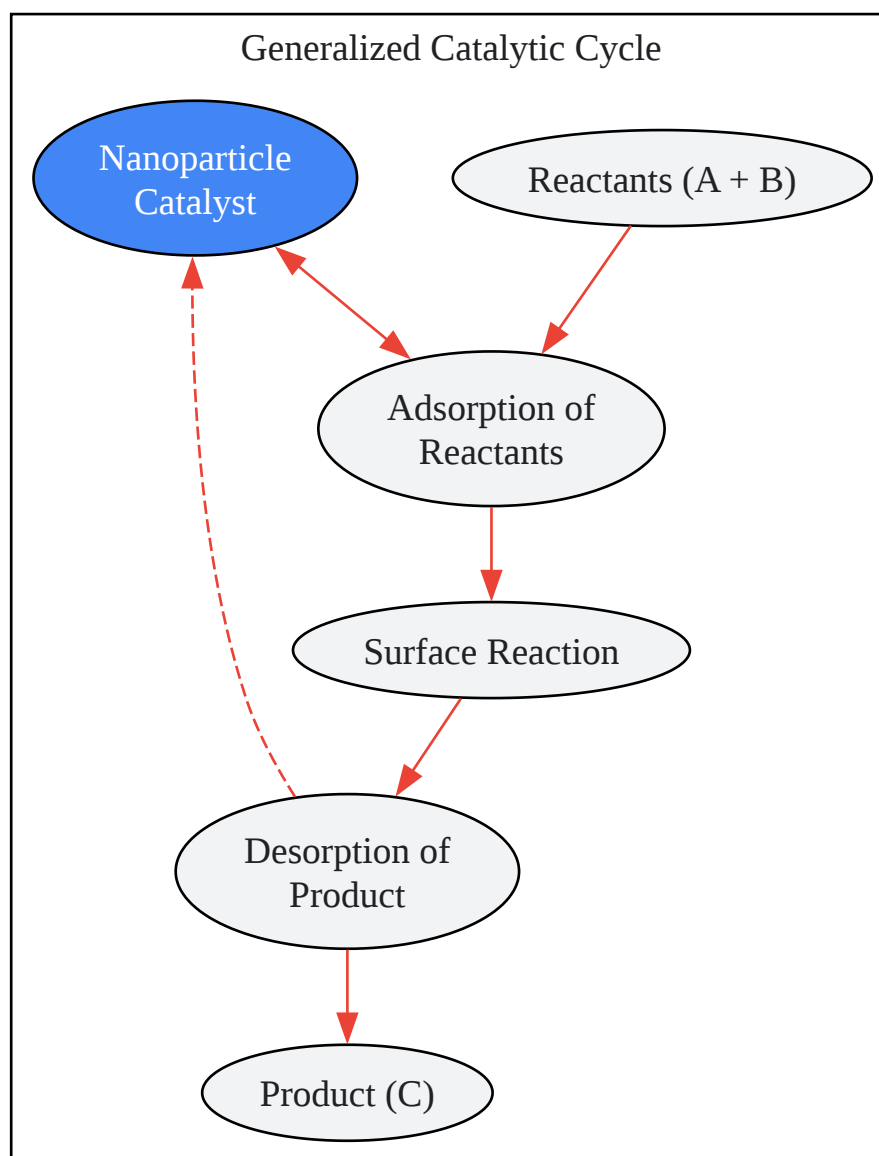 Generalized Catalytic Cycle
Nanoparticle
Catalyst
Reactants (A + B)
Adsorption of
Reactants
Surface Reaction
Desorption of
Product
Product (C)